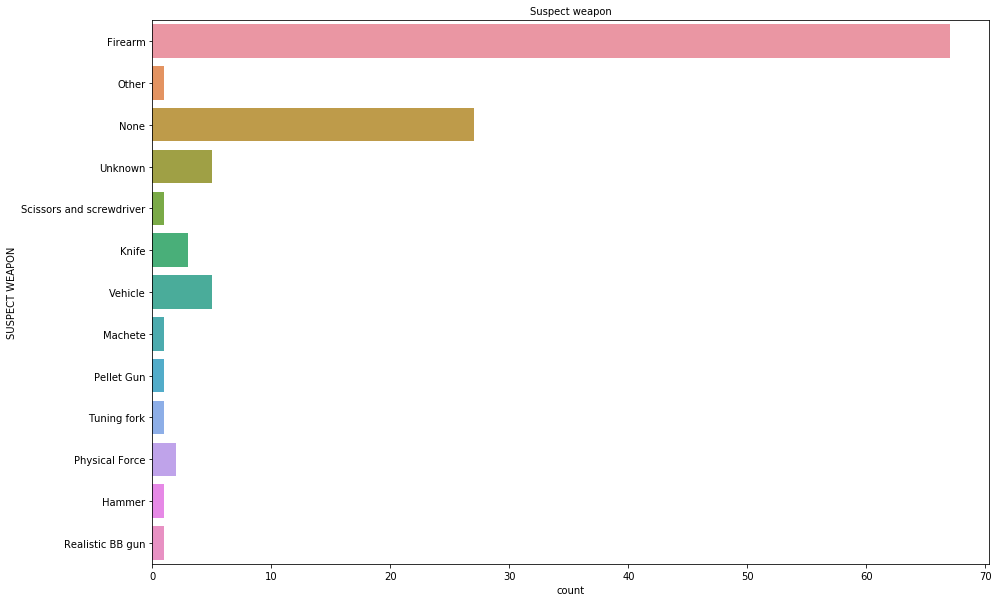 Suspect weapon
SUSPECT WEAPON
Firearm
Other
None
Unknown
Scissors and screwdriver
Knife
Vehicle
Machete
Pellet Gun
Tuning fork
Physical Force
Hammer
Realistic BB gun
0 10 20 30 40 50 60 70
count